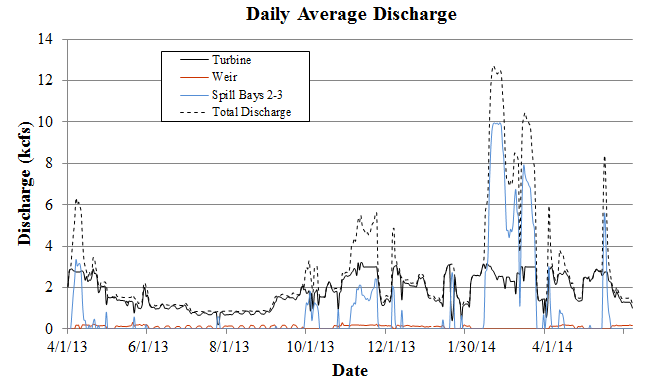 Daily Average Discharge
14
12
10
8
6
4
2
0
Discharge (kcfs)
Turbine
Weir
Spill Bays 2-3
Total Discharge
4/1/13 6/1/13 8/1/13 10/1/13 12/1/13 1/30/14 4/1/14
Date